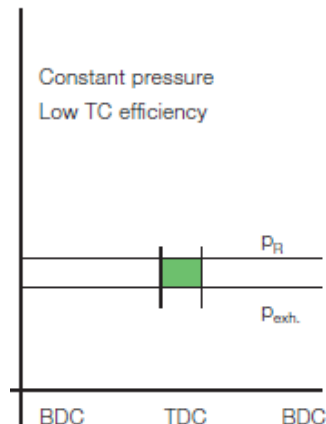 Constant pressure
Low TC efficiency
pR
pexh.
BDC TDC BDC